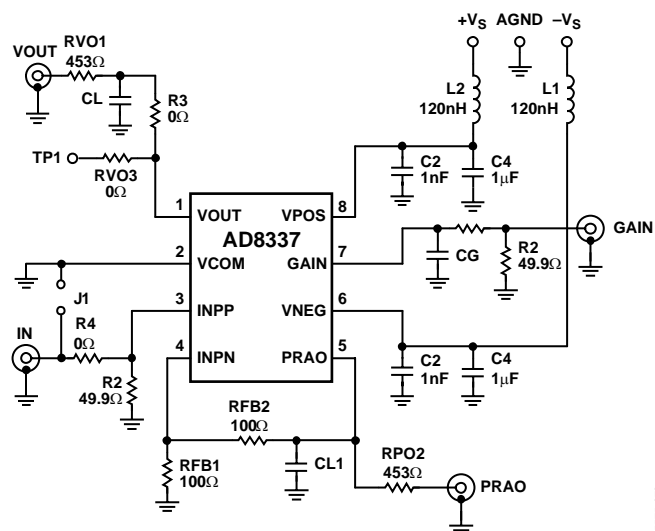 +VS AGND –VS
VOUT
RVO1
453Ω
CL
R3
0Ω
L2
120nH
L1
120nH
TP1
RVO3
0Ω
C2
1nF
C4
1μF
1 VOUT VPOS 8
AD8337
2 VCOM GAIN 7
CG
R2
49.9Ω
GAIN
J1
3 INPP VNEG 6
IN
R4
0Ω
4 INPN PRAO 5
R2
49.9Ω
C2
1nF
C4
1μF
RFB2
100Ω
RFB1
100Ω
CL1
RPO2
453Ω
PRAO